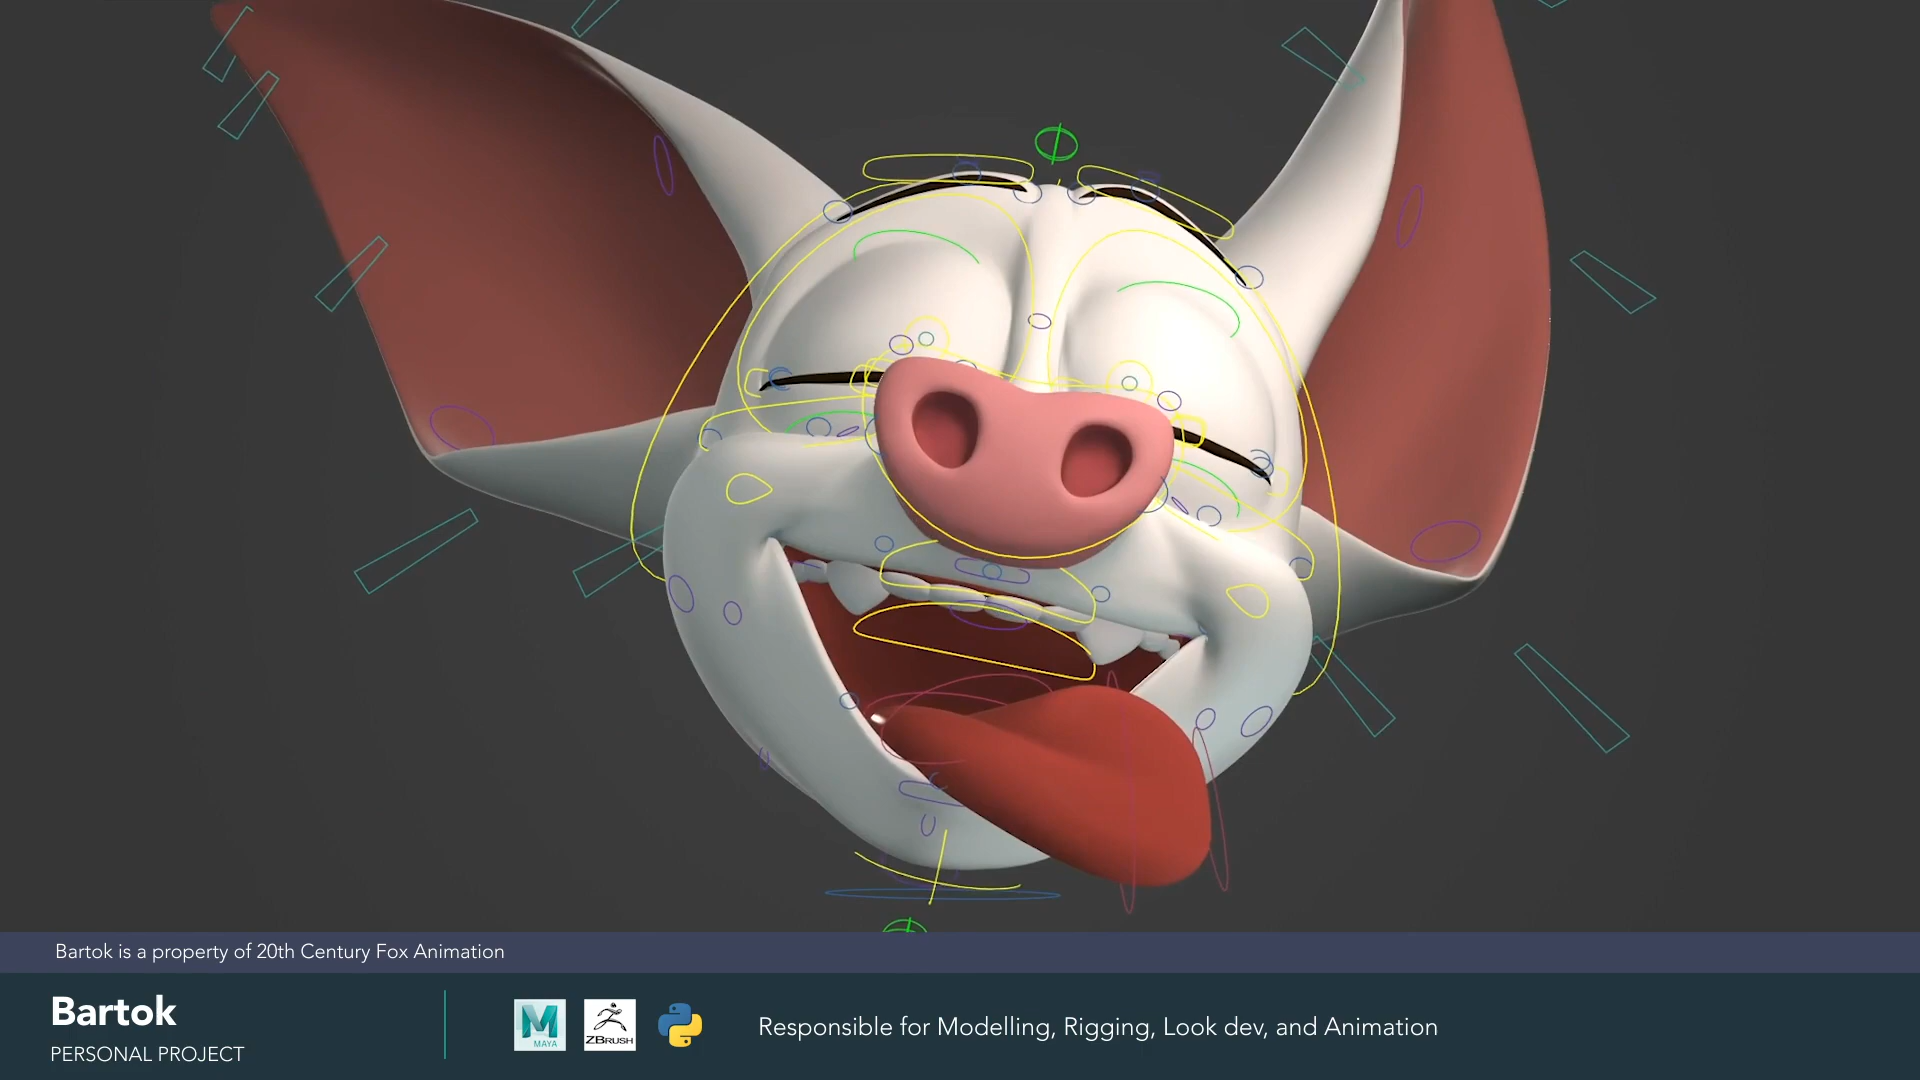 Bartok is a property of 20th Century Fox Animation
Bartok
PERSONAL PROJECT
MAYA
ZBRUSH
Responsible for Modelling, Rigging, Look dev, and Animation